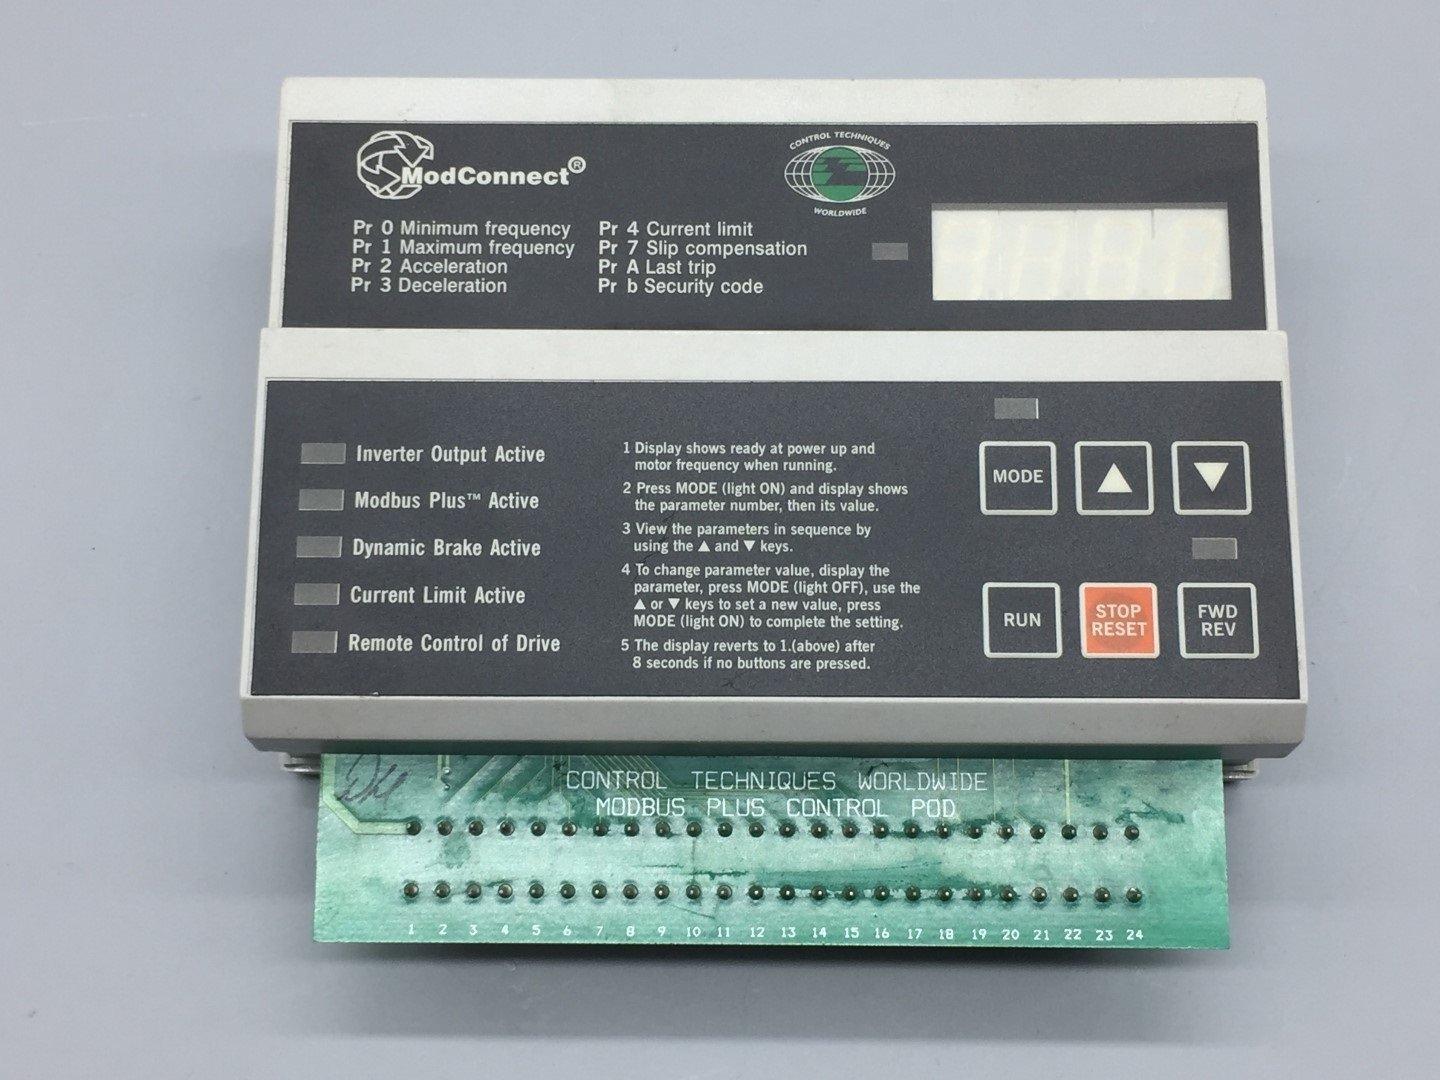 ModConnect®
CONTROL TECHNIQUES
WORLDWIDE
Pr 0 Minimum frequency
Pr 1 Maximum frequency
Pr 2 Acceleration
Pr 3 Deceleration
Pr 4 Current limit
Pr 7 Slip compensation
Pr A Last trip
Pr b Security code
Inverter Output Active
Modbus Plus™ Active
Dynamic Brake Active
Current Limit Active
Remote Control of Drive
1 Display shows ready at power up and
motor frequency when running.
2 Press MODE (light ON) and display shows
the parameter number, then its value.
3 View the parameters in sequence by
using the ▲ and ▼ keys.
4 To change parameter value, display the
parameter, press MODE (light OFF), use the
▲ or ▼ keys to set a new value, press
MODE (light ON) to complete the setting.
5 The display reverts to 1.(above) after
8 seconds if no buttons are pressed.
MODE
▲
▼
RUN
STOP
RESET
FWD
REV
CONTROL TECHNIQUES WORLDWIDE
MODBUS PLUS CONTROL POD
1 2 3 4 5 6 7 8 9 10 11 12 13 14 15 16 17 18 19 20 21 22 23 24